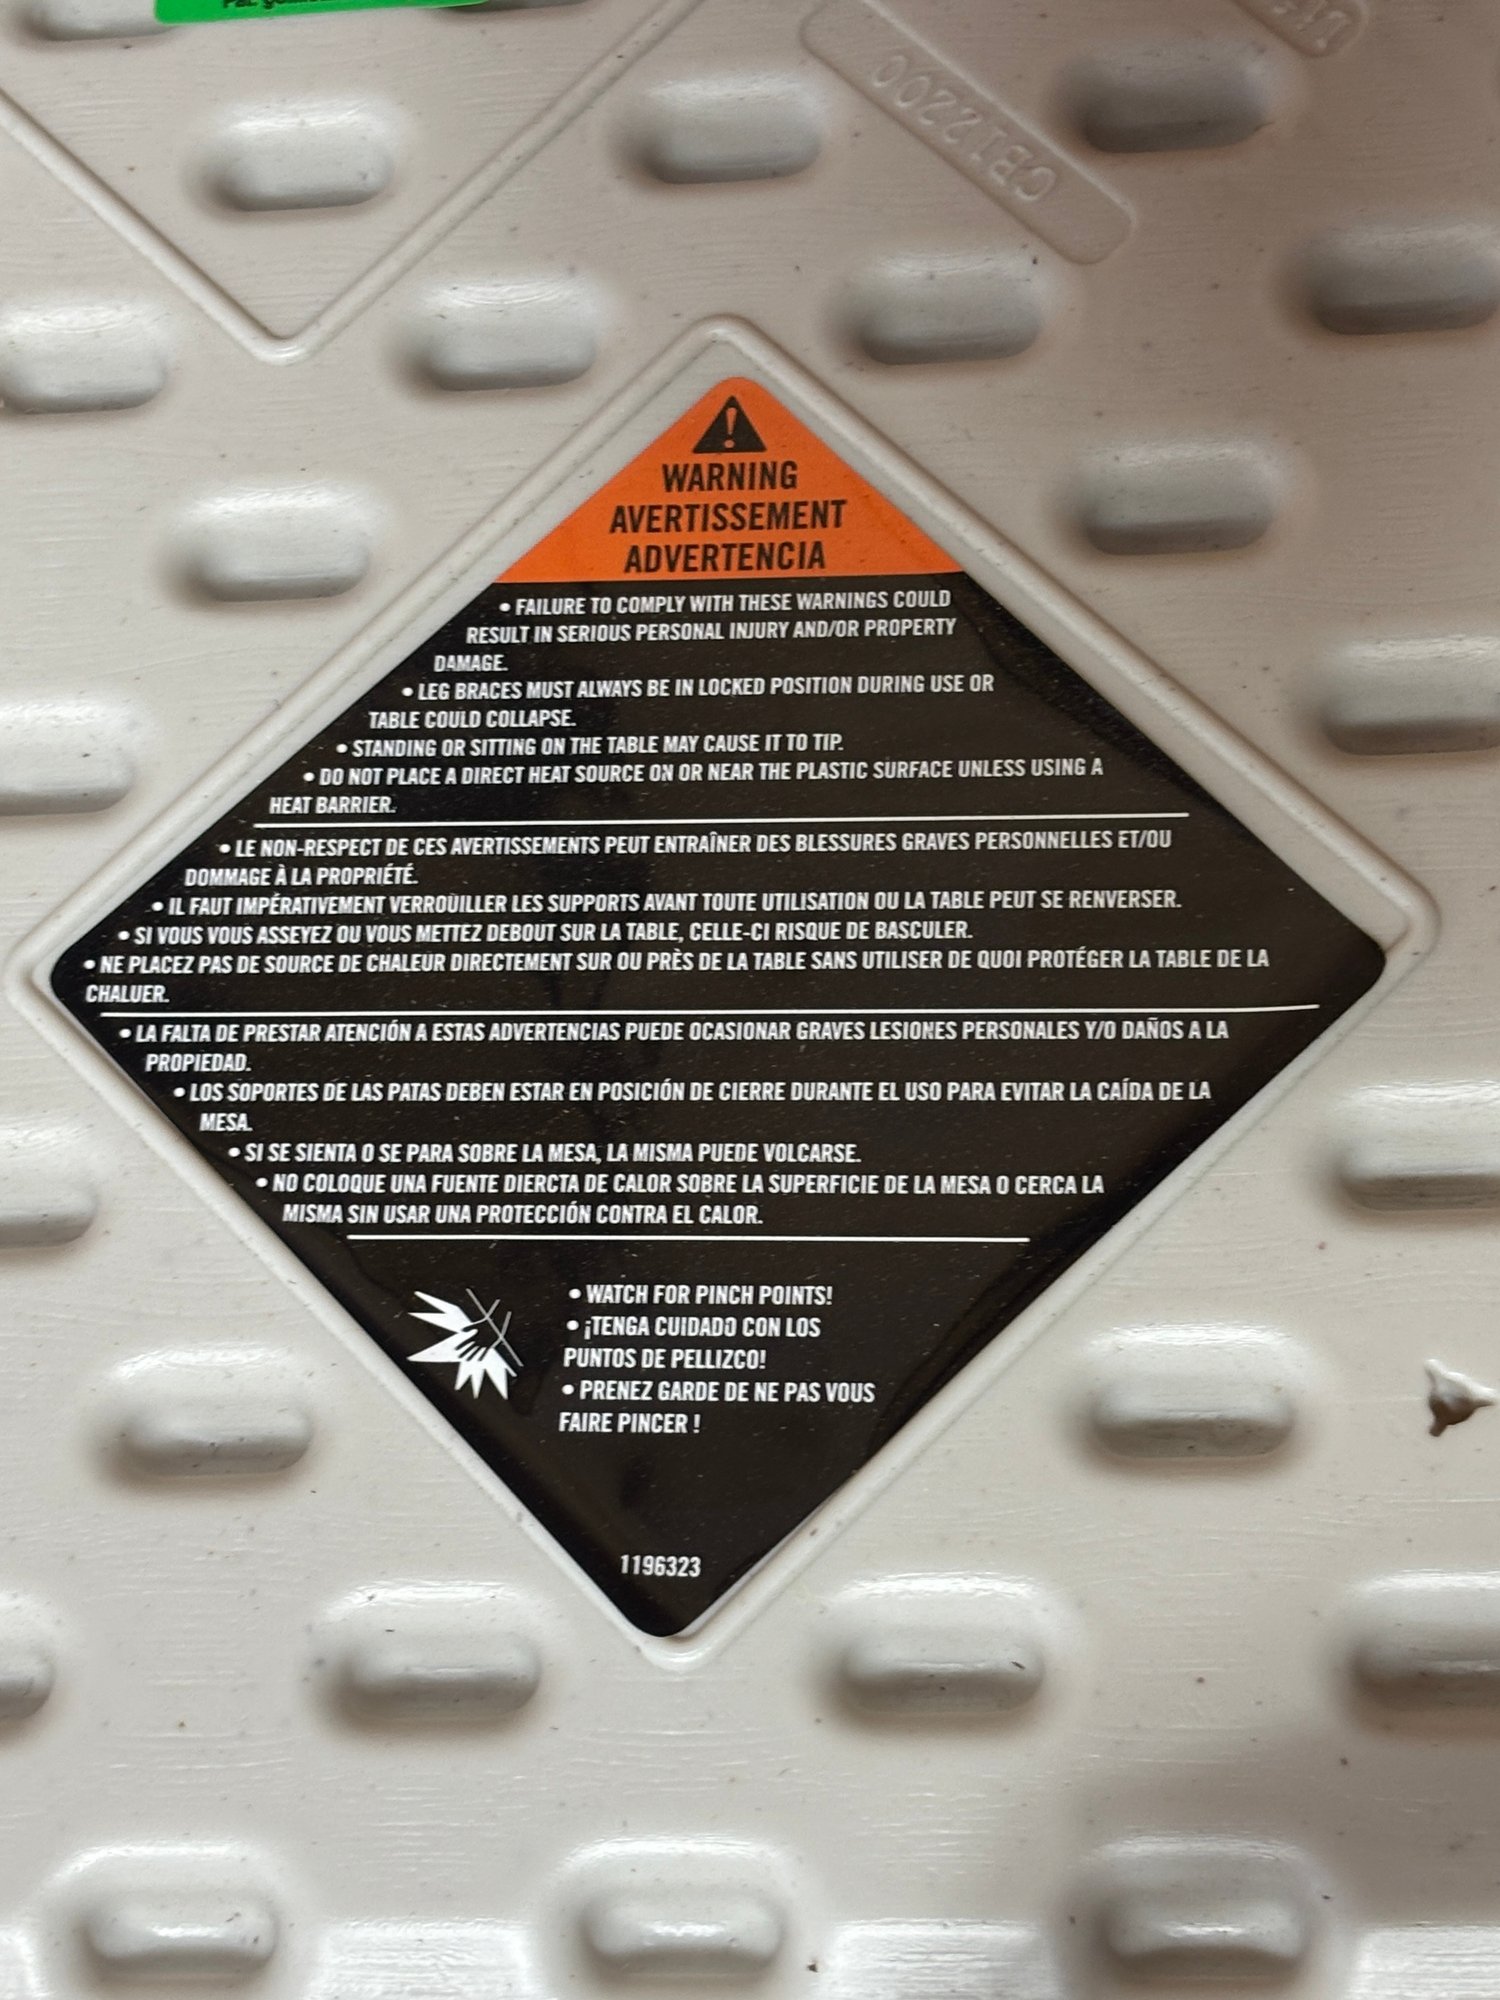 CB12200
WARNING
AVERTISSEMENT
ADVERTENCIA
• FAILURE TO COMPLY WITH THESE WARNINGS COULD
RESULT IN SERIOUS PERSONAL INJURY AND/OR PROPERTY
DAMAGE.
• LEG BRACES MUST ALWAYS BE IN LOCKED POSITION DURING USE OR
TABLE COULD COLLAPSE.
• STANDING OR SITTING ON THE TABLE MAY CAUSE IT TO TIP.
• DO NOT PLACE A DIRECT HEAT SOURCE ON OR NEAR THE PLASTIC SURFACE UNLESS USING A
HEAT BARRIER.
• LE NON-RESPECT DE CES AVERTISSEMENTS PEUT ENTRAÎNER DES BLESSURES GRAVES PERSONNELLES ET/OU
DOMMAGE À LA PROPRIÉTÉ.
• IL FAUT IMPÉRATIVEMENT VERROUILLER LES SUPPORTS AVANT TOUTE UTILISATION OU LA TABLE PEUT SE RENVERSER.
• SI VOUS VOUS ASSEYEZ OU VOUS METTEZ DEBOUT SUR LA TABLE, CELLE-CI RISQUE DE BASCULER.
• NE PLACEZ PAS DE SOURCE DE CHALEUR DIRECTEMENT SUR OU PRÈS DE LA TABLE SANS UTILISER DE QUOI PROTÉGER LA TABLE DE LA
CHALUER.
• LA FALTA DE PRESTAR ATENCIÓN A ESTAS ADVERTENCIAS PUEDE OCASIONAR GRAVES LESIONES PERSONALES Y/O DAÑOS A LA
PROPIEDAD.
• LOS SOPORTES DE LAS PATAS DEBEN ESTAR EN POSICIÓN DE CIERRE DURANTE EL USO PARA EVITAR LA CAÍDA DE LA
MESA.
• SI SE SIENTA O SE PARA SOBRE LA MESA, LA MISMA PUEDE VOLCARSE.
• NO COLOQUE UNA FUENTE DIERCTA DE CALOR SOBRE LA SUPERFICIE DE LA MESA O CERCA LA
MISMA SIN USAR UNA PROTECCIÓN CONTRA EL CALOR.
• WATCH FOR PINCH POINTS!
• ¡TENGA CUIDADO CON LOS
PUNTOS DE PELLIZCO!
• PRENEZ GARDE DE NE PAS VOUS
FAIRE PINCER !
1196323